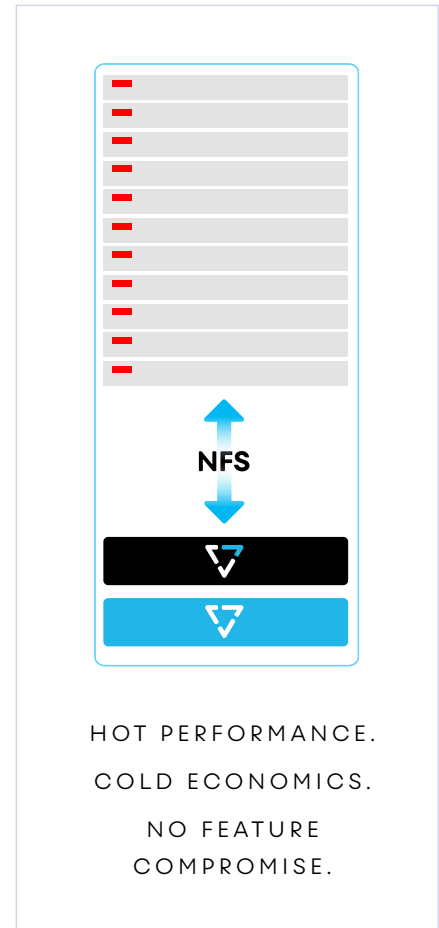 NFS
HOT PERFORMANCE.
COLD ECONOMICS.
NO FEATURE
COMPROMISE.